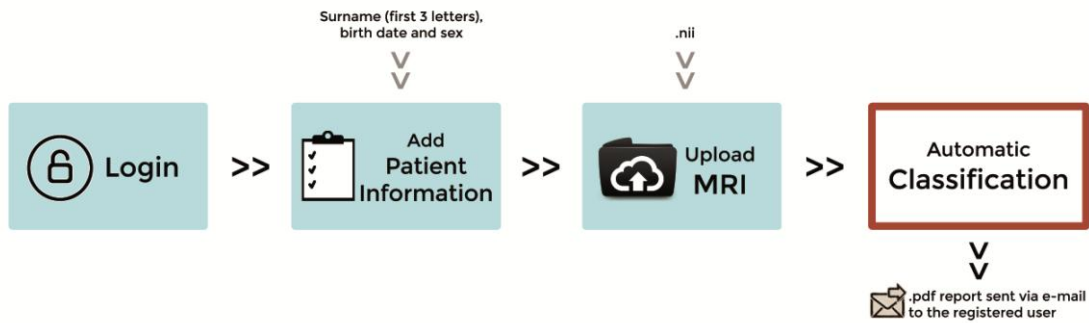 Surname (first 3 letters),
birth date and sex
.nii
Login
>>
Add
Patient
Information
>>
Upload
MRI
>>
Automatic
Classification
.pdf report sent via e-mail
to the registered user